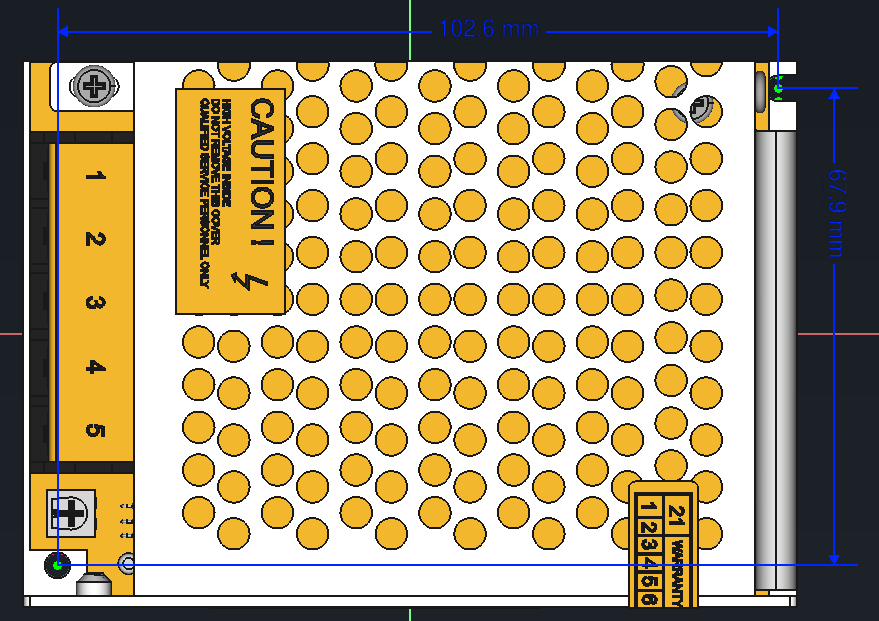 102.6 mm
67.9 mm
CAUTION !
HIGH VOLTAGE INSIDE
DO NOT REMOVE THIS COVER
QUALIFIED SERVICE PERSONNEL ONLY
1
2
3
4
5
21 WARRANTY
1 2 3 4 5 6